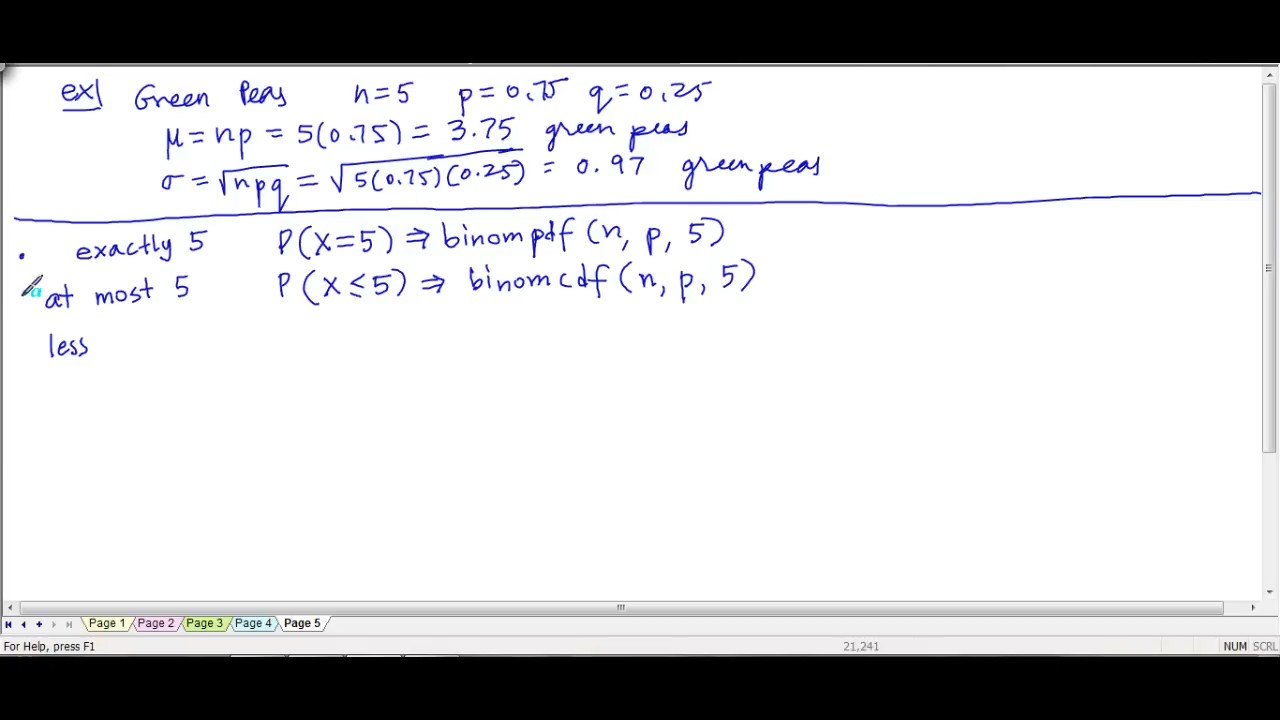 ex1 Green Peas n=5 p=0.75 q=0.25
μ = np = 5(0.75) = 3.75 green peas
σ = √npq = √5(0.75)(0.25) = 0.97 green peas
. exactly 5 P(X=5) ⇒ binompdf (n, p, 5)
at most 5 P(X≤5) ⇒ binomcdf (n, p, 5)
less
Page 1 Page 2 Page 3 Page 4 Page 5
For Help, press F1 21,241 NUM SCRL